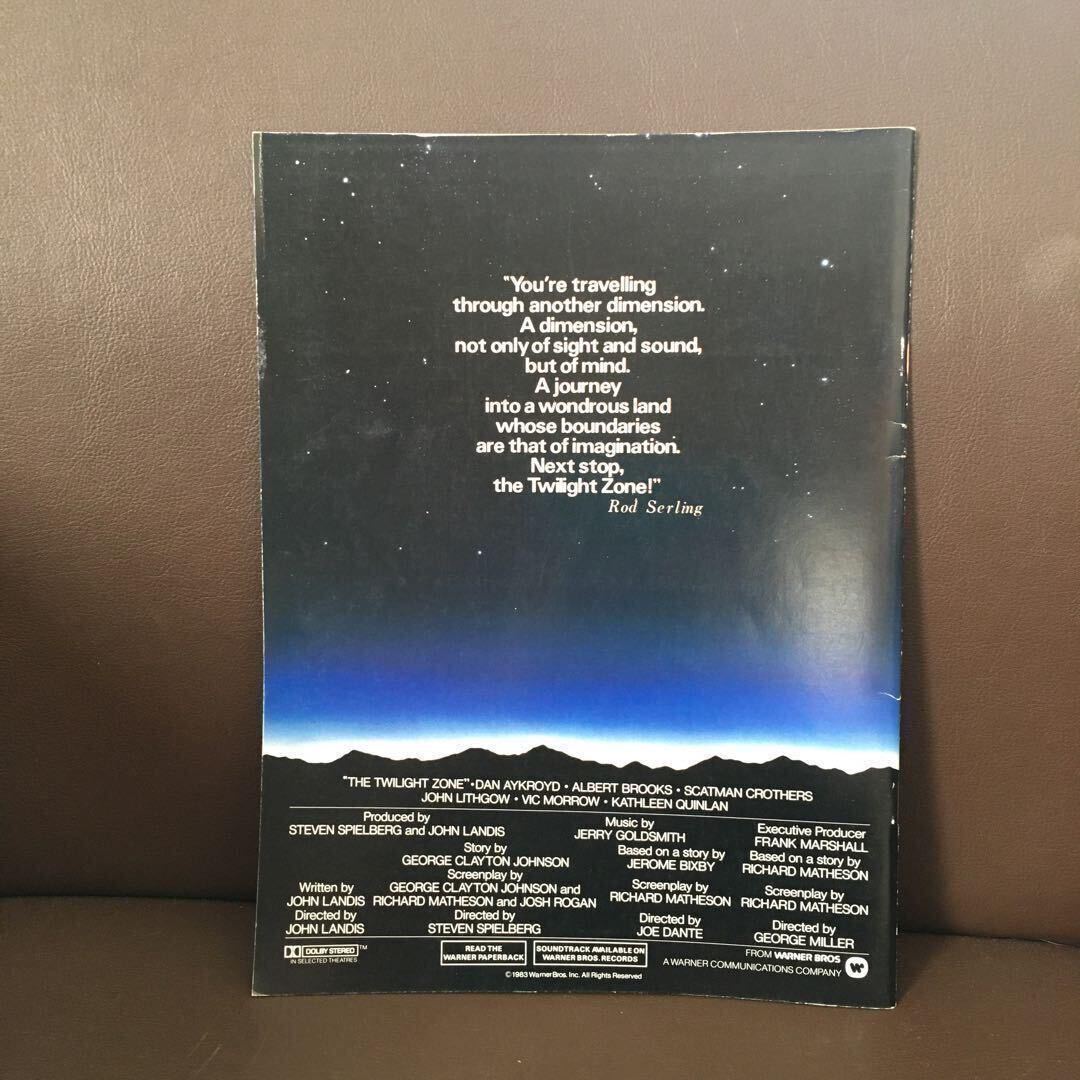 "You're travelling
through another dimension.
A dimension,
not only of sight and sound,
but of mind.
A journey
into a wondrous land
whose boundaries
are that of imagination.
Next stop,
the Twilight Zone!"
Rod Serling
"THE TWILIGHT ZONE" • DAN AYKROYD • ALBERT BROOKS • SCATMAN CROTHERS
JOHN LITHGOW • VIC MORROW • KATHLEEN QUINLAN
Produced by
STEVEN SPIELBERG and JOHN LANDIS
Music by
JERRY GOLDSMITH
Executive Producer
FRANK MARSHALL
Written by
JOHN LANDIS
Directed by
JOHN LANDIS
Story by
GEORGE CLAYTON JOHNSON
Screenplay by
GEORGE CLAYTON JOHNSON and
RICHARD MATHESON and JOSH ROGAN
Directed by
STEVEN SPIELBERG
Based on a story by
JEROME BIXBY
Screenplay by
RICHARD MATHESON
Directed by
JOE DANTE
Based on a story by
RICHARD MATHESON
Screenplay by
RICHARD MATHESON
Directed by
GEORGE MILLER
DOLBY STEREO TM
IN SELECTED THEATRES
READ THE
WARNER PAPERBACK
SOUNDTRACK AVAILABLE ON
WARNER BROS. RECORDS
FROM WARNER BROS
A WARNER COMMUNICATIONS COMPANY
©1983 Warner Bros. Inc. All Rights Reserved